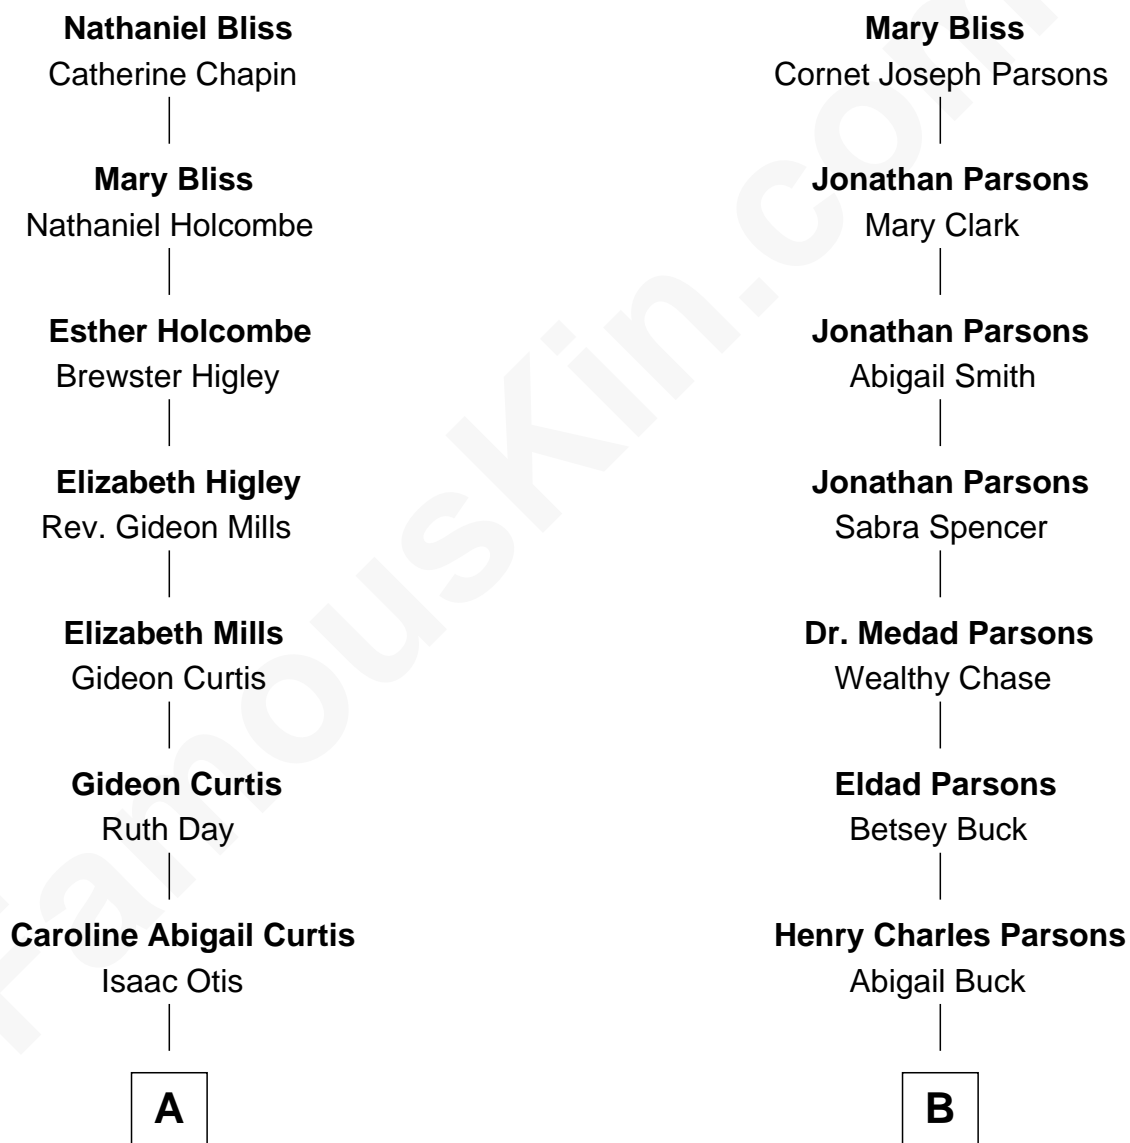 Nathaniel Bliss
Catherine Chapin
Mary Bliss
Nathaniel Holcombe
Esther Holcombe
Brewster Higley
Elizabeth Higley
Rev. Gideon Mills
Elizabeth Mills
Gideon Curtis
Gideon Curtis
Ruth Day
Caroline Abigail Curtis
Isaac Otis
A
Mary Bliss
Cornet Joseph Parsons
Jonathan Parsons
Mary Clark
Jonathan Parsons
Abigail Smith
Jonathan Parsons
Sabra Spencer
Dr. Medad Parsons
Wealthy Chase
Eldad Parsons
Betsey Buck
Henry Charles Parsons
Abigail Buck
B
FamousKin.com